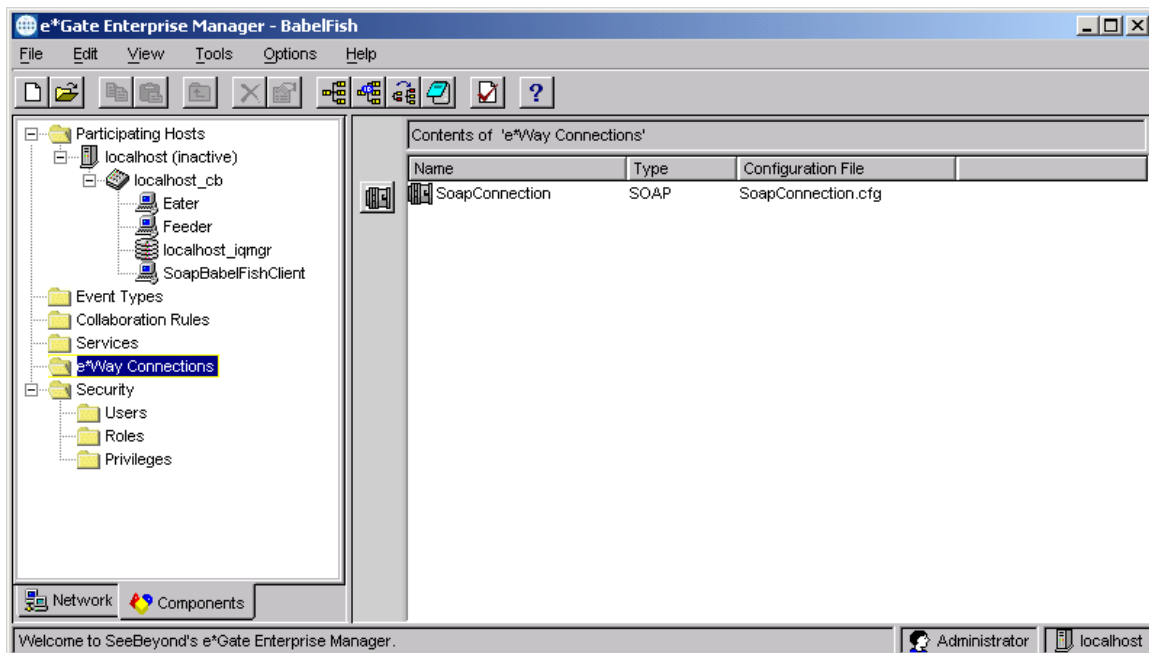 e*Gate Enterprise Manager - BabelFish
File Edit View Tools Options Help
Participating Hosts
localhost (inactive)
localhost_cb
Eater
Feeder
localhost_iqmgr
SoapBabelFishClient
Event Types
Collaboration Rules
Services
e*Way Connections
Security
Users
Roles
Privileges
Network Components
Contents of 'e*Way Connections'
Name Type Configuration File
SoapConnection SOAP SoapConnection.cfg
Welcome to SeeBeyond's e*Gate Enterprise Manager. Administrator localhost